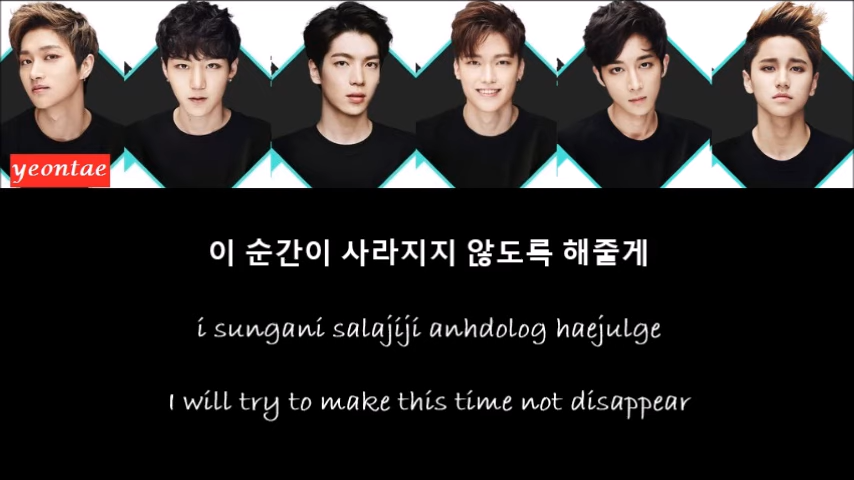 yeontae
이 순간이 사라지지 않도륵 해줄게
i sungani salajiji anhdolog haejulge
I will try to make this time not disappear